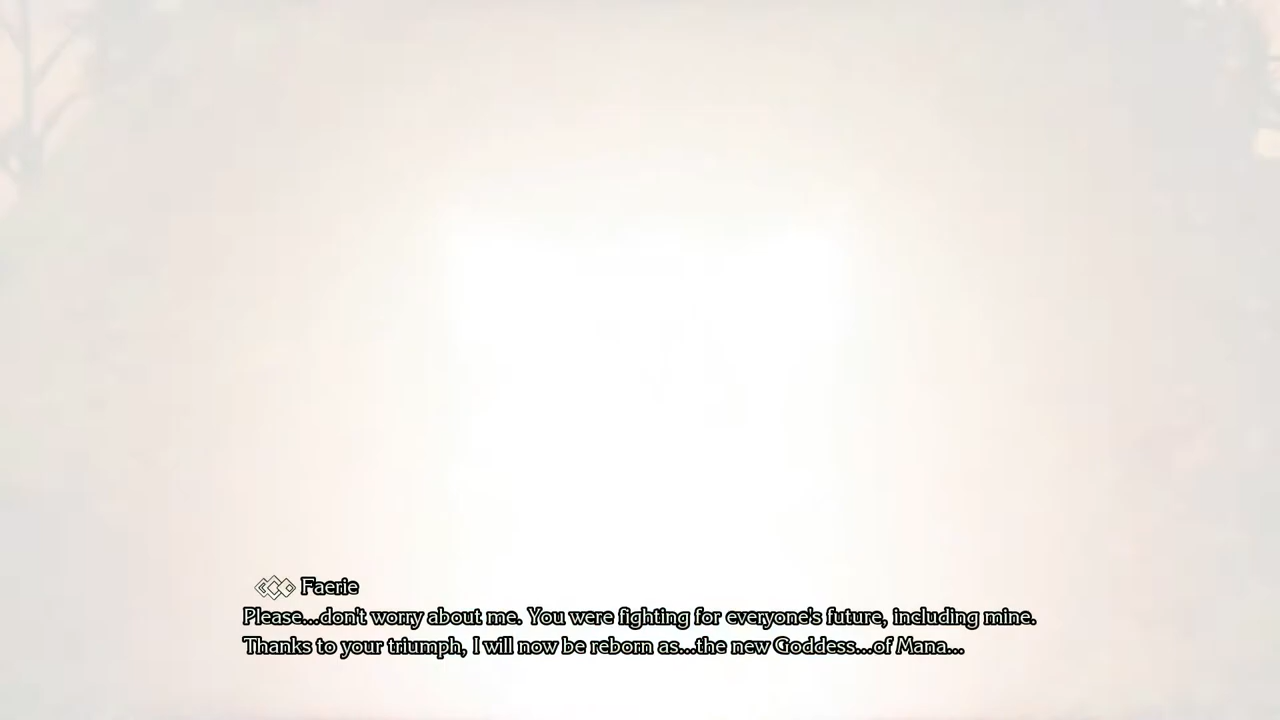 Faerie
Please...don't worry about me. You were fighting for everyone's future, including mine.
Thanks to your triumph, I will now be reborn as...the new Goddess...of Mana...